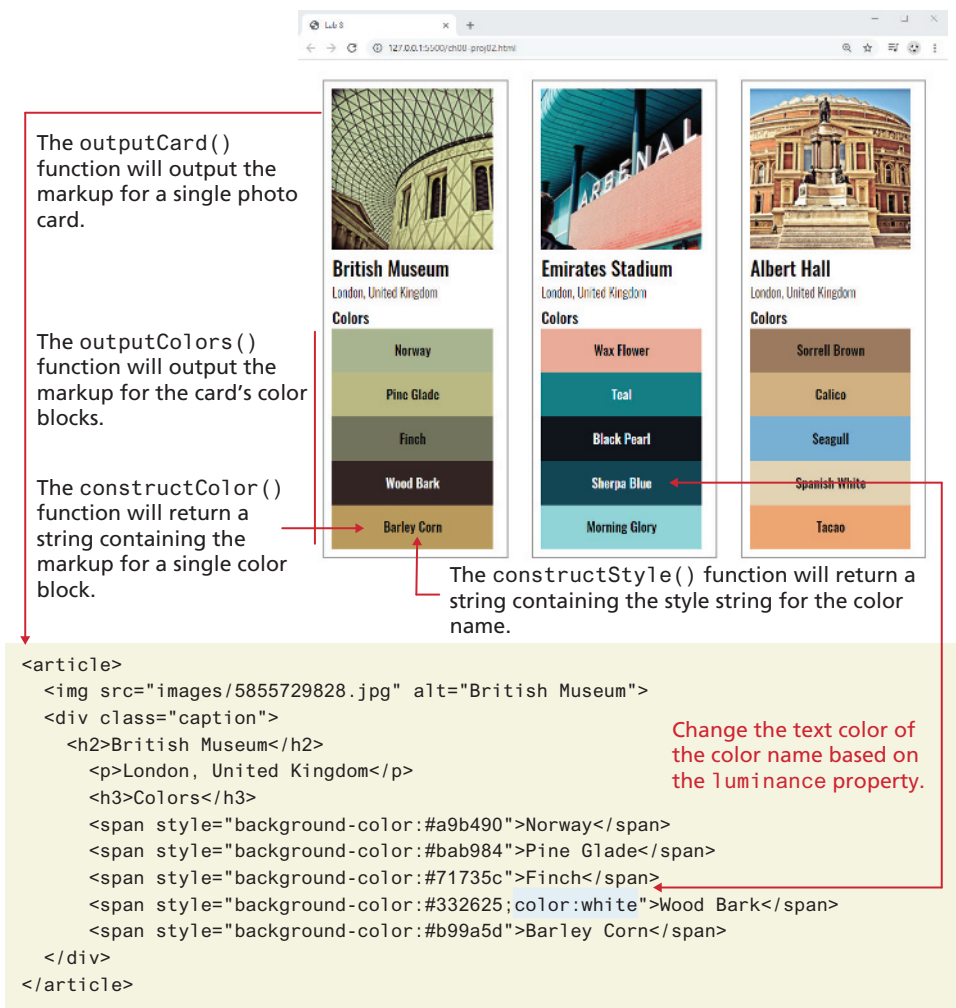 Lab 8
127.0.0.1:5500/ch08-proj02.html
The outputCard()
function will output the
markup for a single photo
card.
ARSENAL
British Museum
London, United Kingdom
Colors
Norway
Pine Glade
Finch
Wood Bark
Barley Corn
Emirates Stadium
London, United Kingdom
Colors
Wax Flower
Teal
Black Pearl
Sherpa Blue
Morning Glory
Albert Hall
London, United Kingdom
Colors
Sorrell Brown
Calico
Seagull
Spanish White
Tacao
The outputColors()
function will output the
markup for the card's color
blocks.
The constructColor()
function will return a
string containing the
markup for a single color
block.
The constructStyle() function will return a
string containing the style string for the color
name.
<article>
<img src="images/5855729828.jpg" alt="British Museum">
<div class="caption">
<h2>British Museum</h2>
<p>London, United Kingdom</p>
<h3>Colors</h3>
<span style="background-color:#a9b490">Norway</span>
<span style="background-color:#bab984">Pine Glade</span>
<span style="background-color:#71735c">Finch</span>
<span style="background-color:#332625;color:white">Wood Bark</span>
<span style="background-color:#b99a5d">Barley Corn</span>
</div>
</article>
Change the text color of
the color name based on
the luminance property.